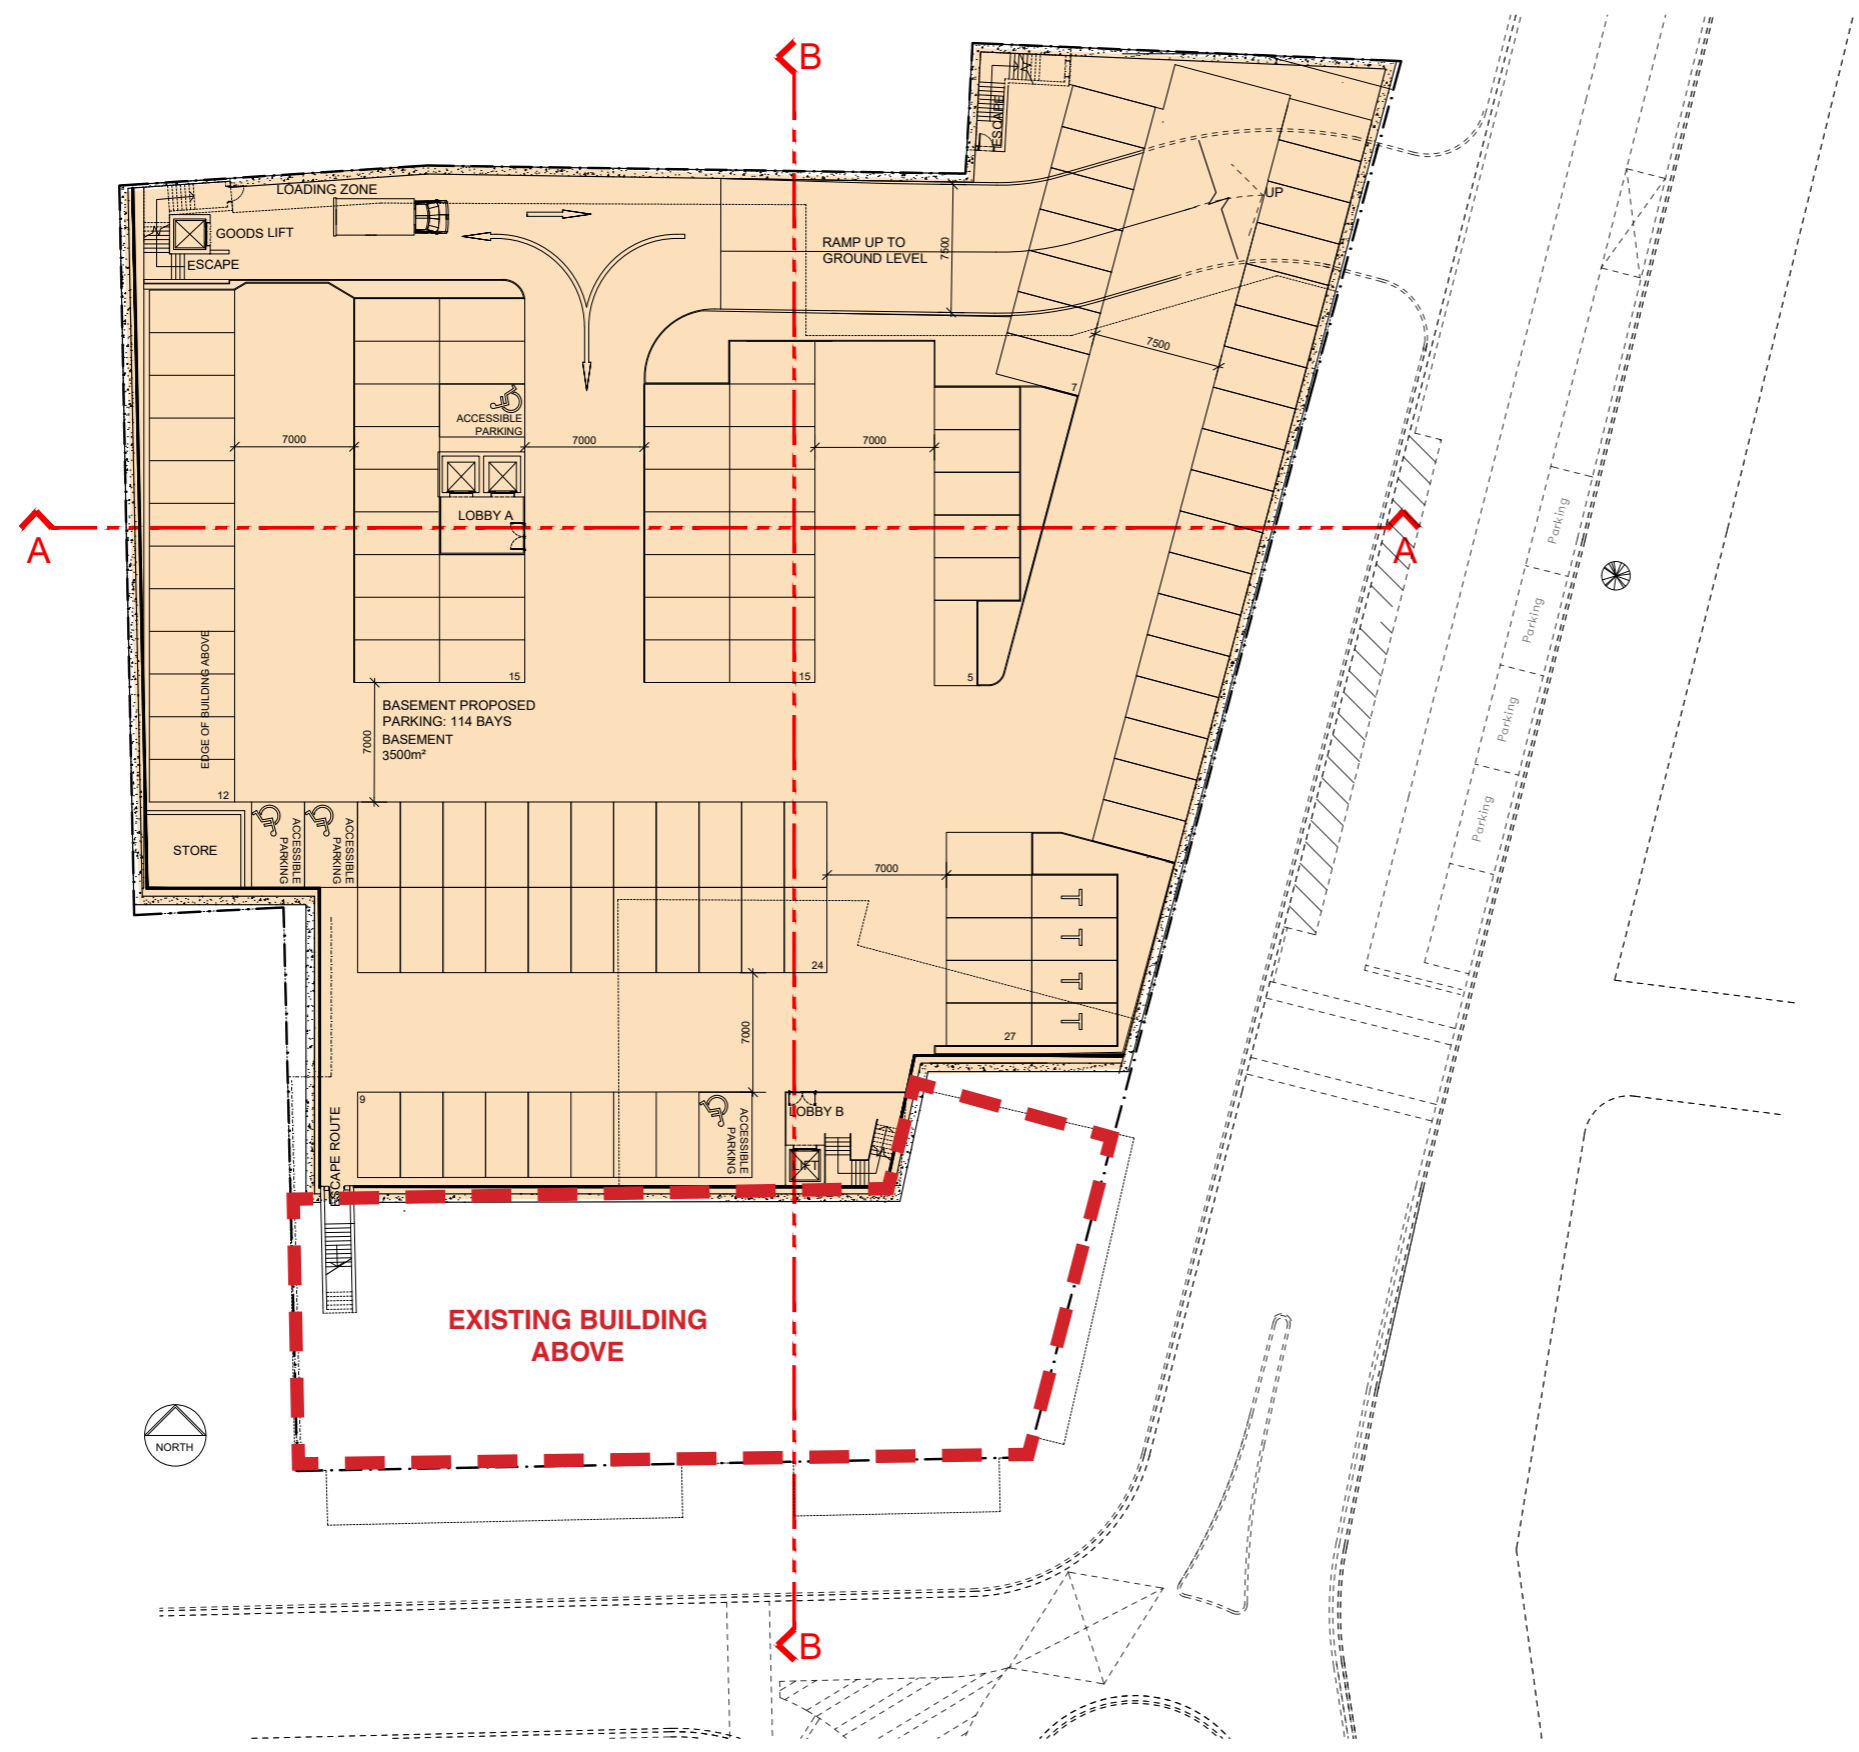 B
ESCAPE
LOADING ZONE
UP
GOODS LIFT
RAMP UP TO
GROUND LEVEL
7500
ESCAPE
7500
7
ACCESSIBLE
PARKING
7000
7000
7000
LOBBY A
A
A
Parking
Parking
Parking
Parking
EDGE OF BUILDING ABOVE
15
15
5
BASEMENT PROPOSED
PARKING: 114 BAYS
BASEMENT
3500m²
7000
12
STORE
ACCESSIBLE
PARKING
ACCESSIBLE
PARKING
7000
24
27
7000
9
ACCESSIBLE
PARKING
LOBBY B
LIFT
ESCAPE ROUTE
EXISTING BUILDING
ABOVE
NORTH
B